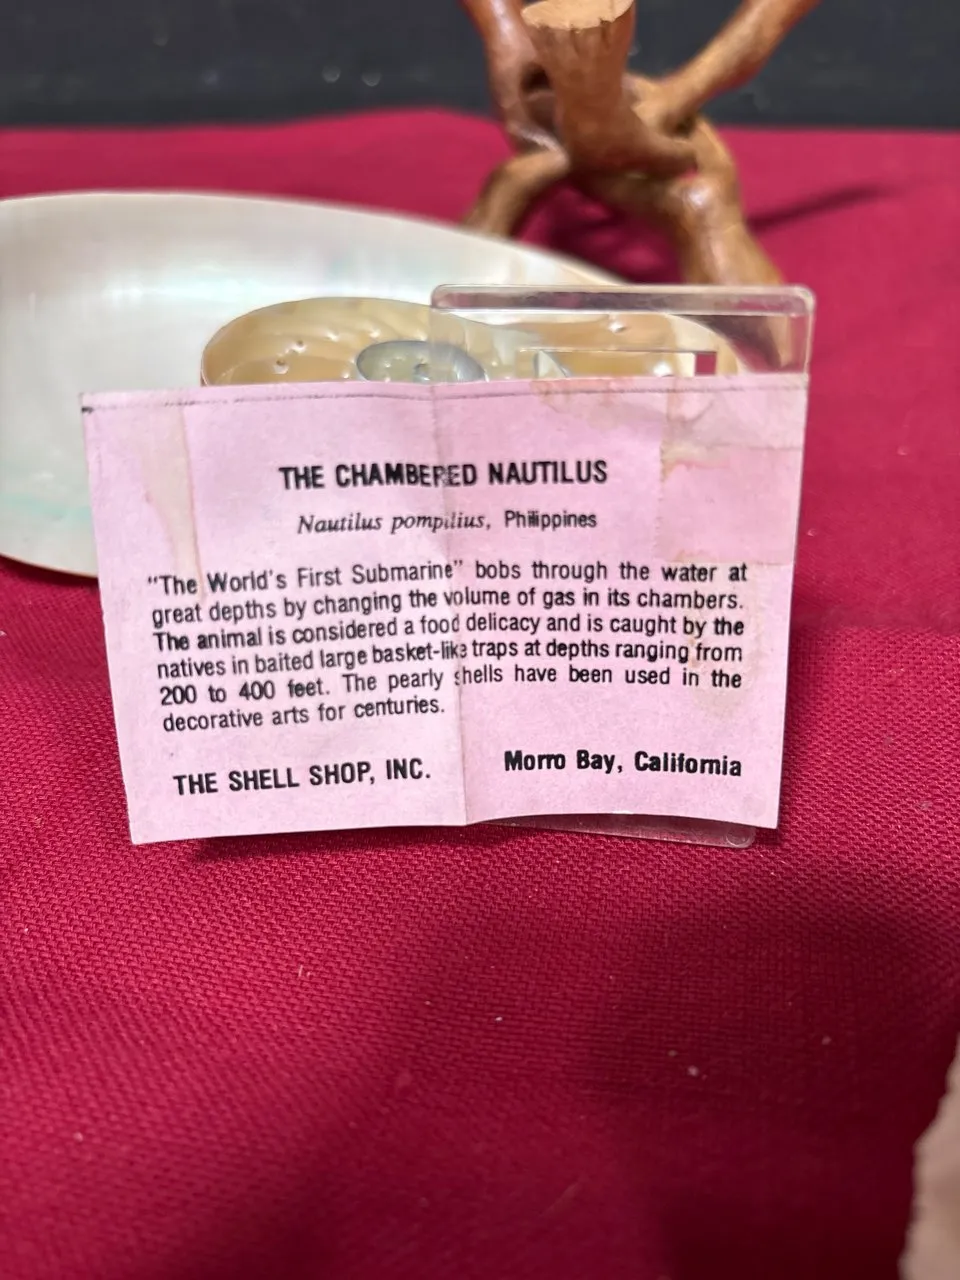 THE CHAMBERED NAUTILUS
Nautilus pompilius, Philippines
"The World's First Submarine" bobs through the water at
great depths by changing the volume of gas in its chambers.
The animal is considered a food delicacy and is caught by the
natives in baited large basket-like traps at depths ranging from
200 to 400 feet. The pearly shells have been used in the
decorative arts for centuries.
THE SHELL SHOP, INC. Morro Bay, California